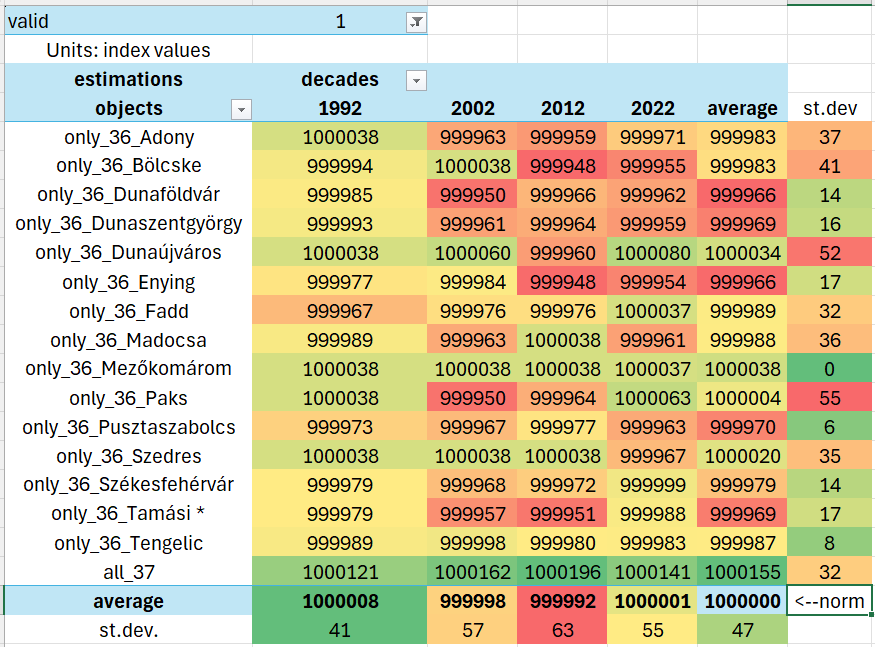 valid 1
Units: index values
estimations decades
objects 1992 2002 2012 2022 average st.dev
only_36_Adony 1000038 999963 999959 999971 999983 37
only_36_Bölcske 999994 1000038 999948 999955 999983 41
only_36_Dunaföldvár 999985 999950 999966 999962 999966 14
only_36_Dunaszentgyörgy 999993 999961 999964 999959 999969 16
only_36_Dunaújváros 1000038 1000060 999960 1000080 1000034 52
only_36_Enying 999977 999984 999948 999954 999966 17
only_36_Fadd 999967 999976 999976 1000037 999989 32
only_36_Madocsa 999989 999963 1000038 999961 999988 36
only_36_Mezőkomárom 1000038 1000038 1000038 1000037 1000038 0
only_36_Paks 1000038 999950 999964 1000063 1000004 55
only_36_Pusztaszabolcs 999973 999967 999977 999963 999970 6
only_36_Szedres 1000038 1000038 1000038 999967 1000020 35
only_36_Székesfehérvár 999979 999968 999972 999999 999979 14
only_36_Tamási * 999979 999957 999951 999988 999969 17
only_36_Tengelic 999989 999998 999980 999983 999987 8
all_37 1000121 1000162 1000196 1000141 1000155 32
average 1000008 999998 999992 1000001 1000000 <--norm
st.dev. 41 57 63 55 47